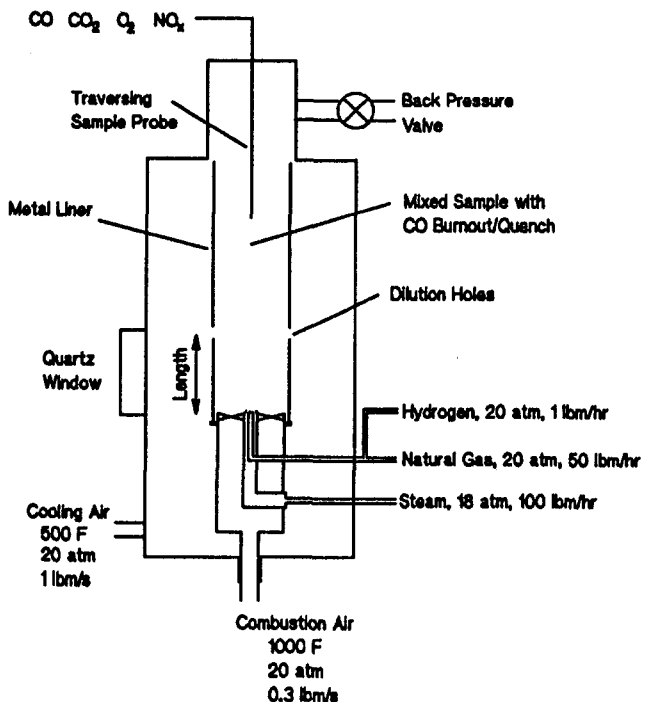 CO CO₂ O₂ NOₓ
Traversing
Sample Probe
Back Pressure
Valve
Metal Liner
Mixed Sample with
CO Burnout/Quench
Dilution Holes
Quartz
Window
Length
Hydrogen, 20 atm, 1 lbm/hr
Natural Gas, 20 atm, 50 lbm/hr
Steam, 18 atm, 100 lbm/hr
Cooling Air
500 F
20 atm
1 lbm/s
Combustion Air
1000 F
20 atm
0.3 lbm/s